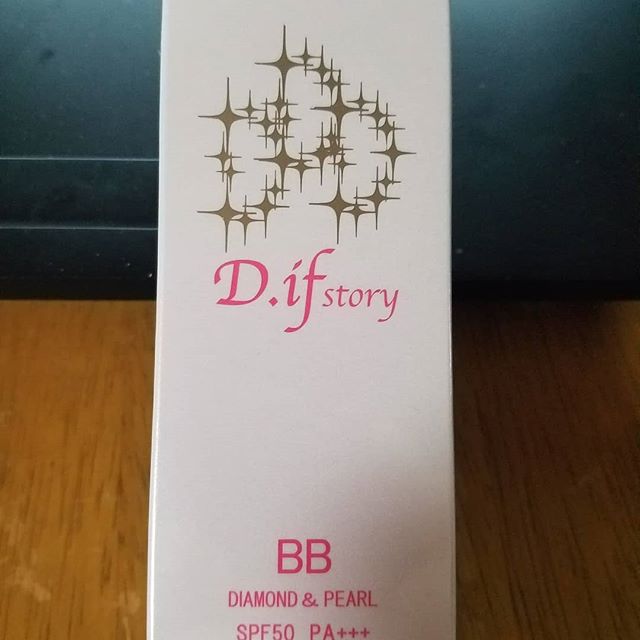 D.if story
BB
DIAMOND & PEARL
SPF50 PA+++